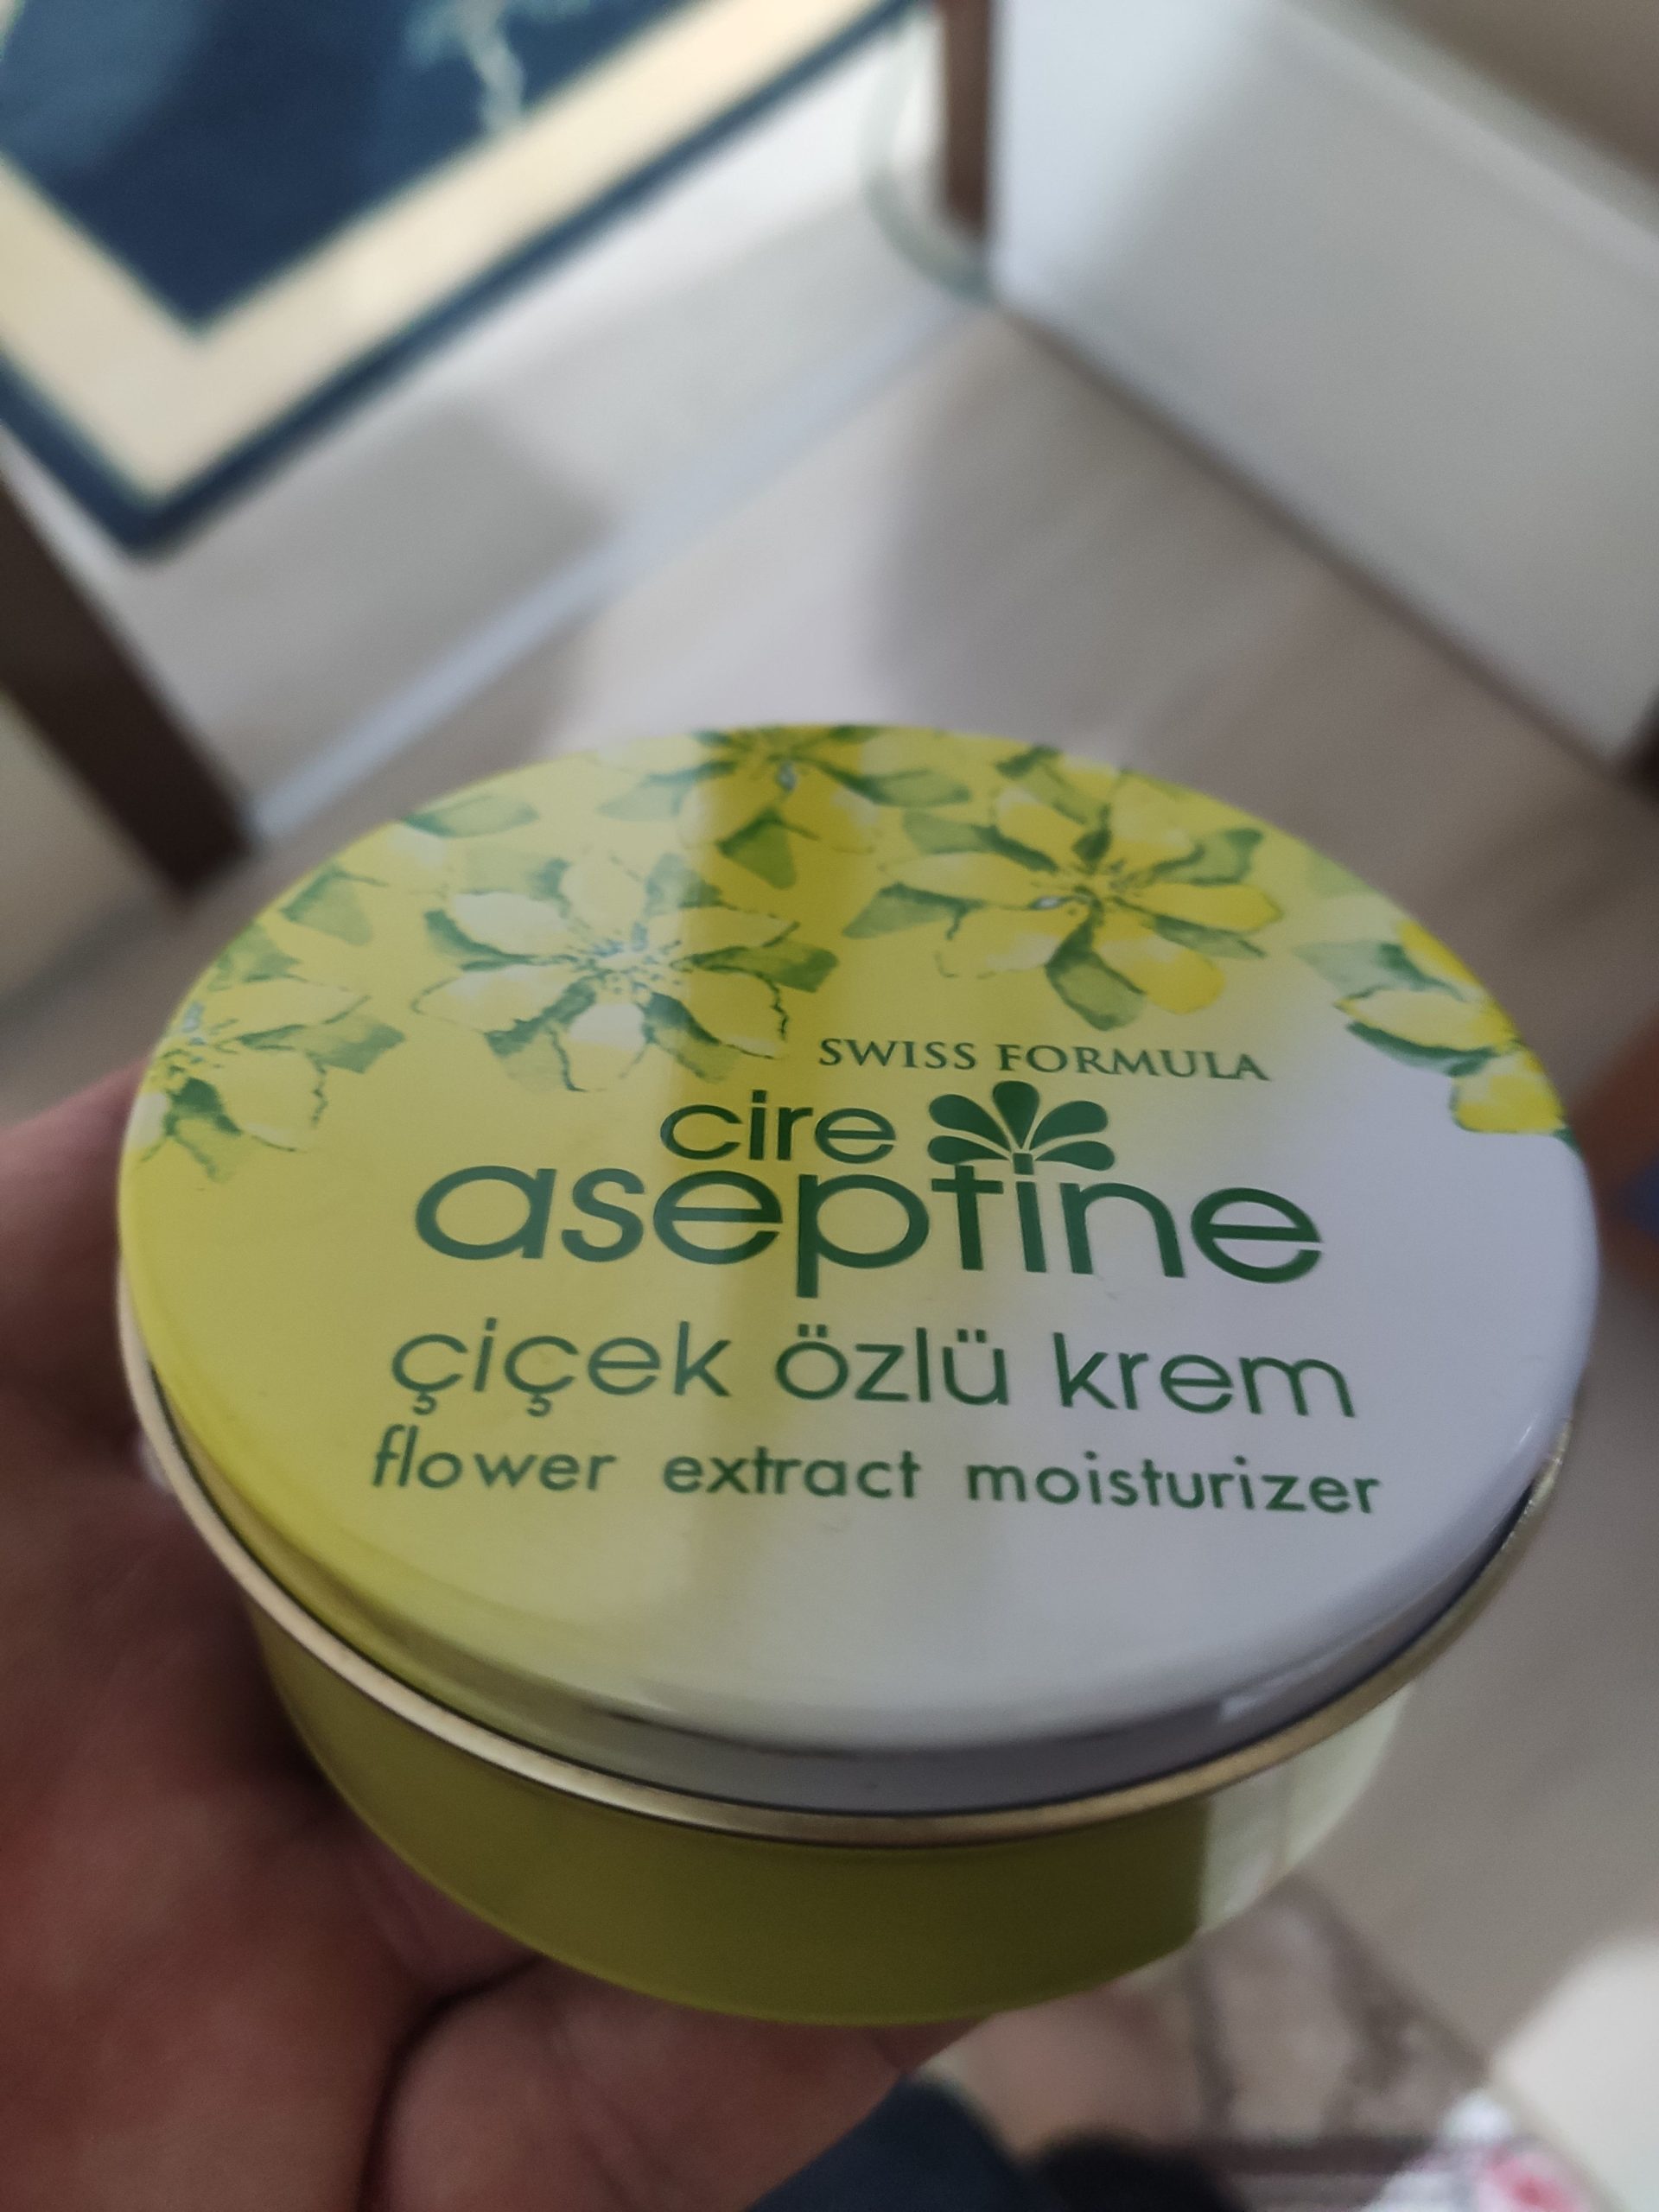 SWISS FORMULA
cire
aseptine
çiçek özlü krem
flower extract moisturizer